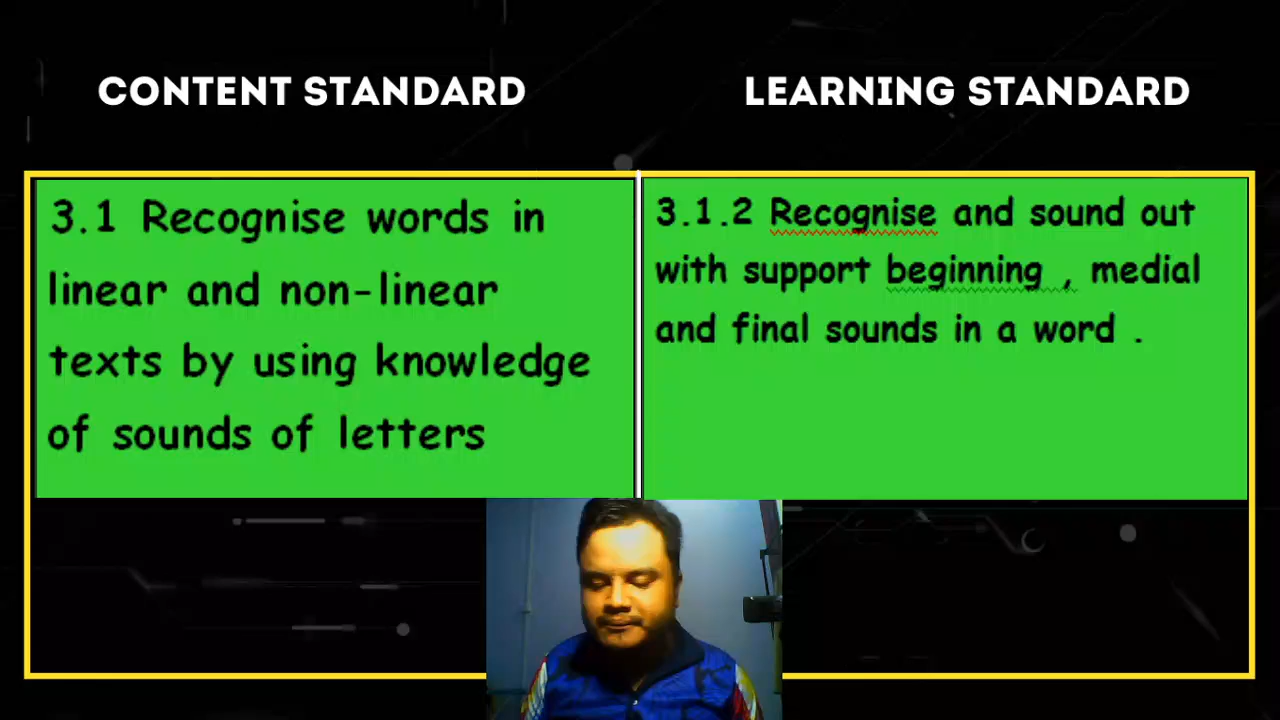 CONTENT STANDARD
LEARNING STANDARD
3.1 Recognise words in
linear and non-linear
texts by using knowledge
of sounds of letters
3.1.2 Recognise and sound out
with support beginning , medial
and final sounds in a word .